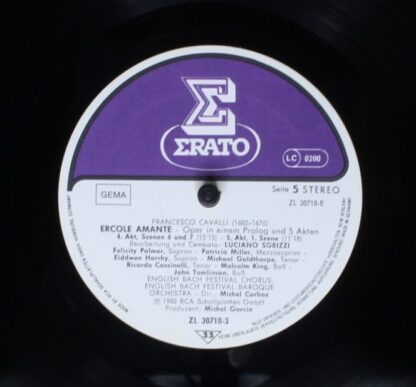 Σ
ΣRATO
LC 0200
GEMA
Seite 5 STEREO
ZL 30718-E
FRANCESCO CAVALLI (1602-1676)
ERCOLE AMANTE - Oper in einem Prolog und 5 Akten
4. Akt, Szenen 6 und 7 (15'15) - 5. Akt, 1. Szene (11'18)
Bearbeitung und Cembalo: LUCIANO SGRIZZI
Felicity Palmer, Sopran - Patricia Miller, Mezzosopran -
Eiddwen Harrhy, Sopran - Michael Goldthorpe, Tenor -
Ricardo Cassinelli, Tenor - Malcolm King, Baß -
John Tomlinson, Baß
ENGLISH BACH FESTIVAL CHORUS
ENGLISH BACH FESTIVAL BAROQUE
ORCHESTRA - Dir.: Michel Corboz
℗ 1980 RCA Schallplatten GmbH
Producer: Michel Garcin
ZL 30718-3
33